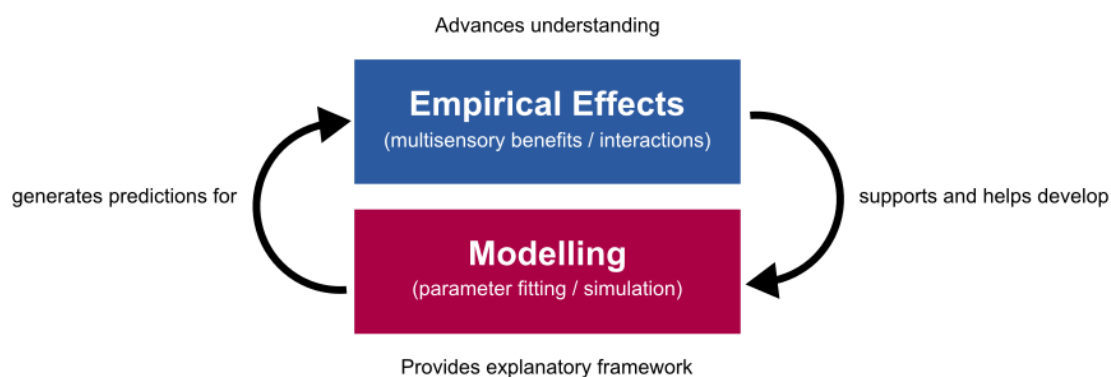 Advances understanding
Empirical Effects
(multisensory benefits / interactions)
generates predictions for
supports and helps develop
Modelling
(parameter fitting / simulation)
Provides explanatory framework